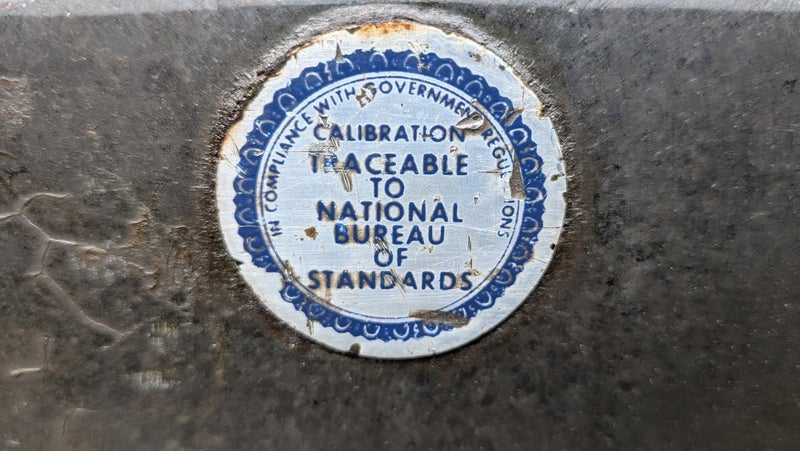 IN COMPLIANCE WITH GOVERNMENT REGULATIONS
CALIBRATION
TRACEABLE
TO
NATIONAL
BUREAU
OF
STANDARDS